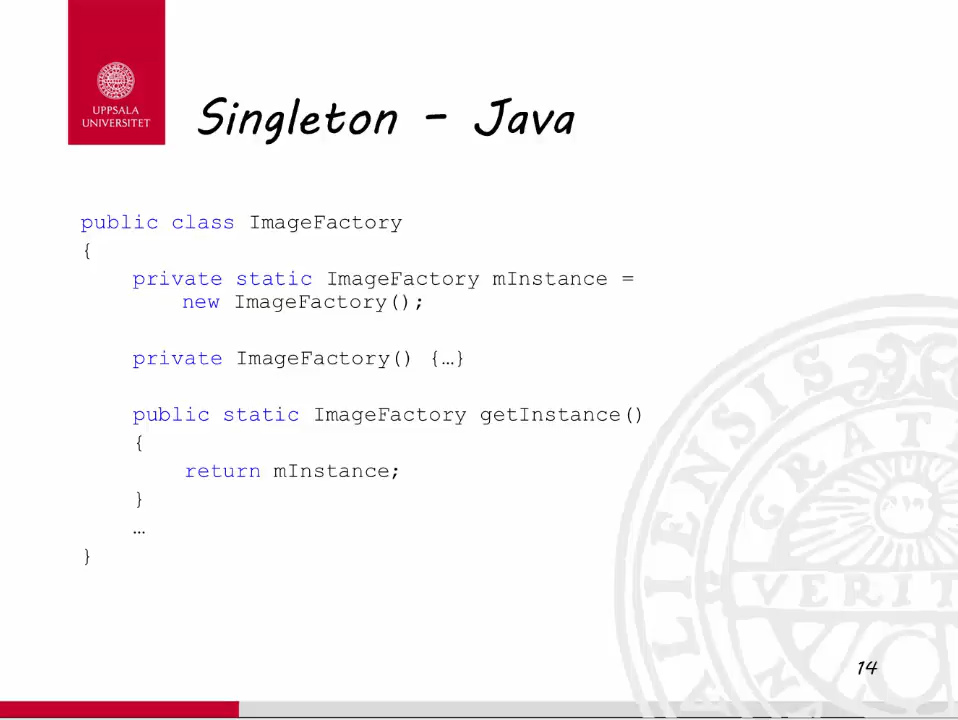 UPPSALA
UNIVERSITET
Singleton - Java
public class ImageFactory
{
private static ImageFactory mInstance =
new ImageFactory();
private ImageFactory() {…}
public static ImageFactory getInstance()
{
return mInstance;
}
…
}
14